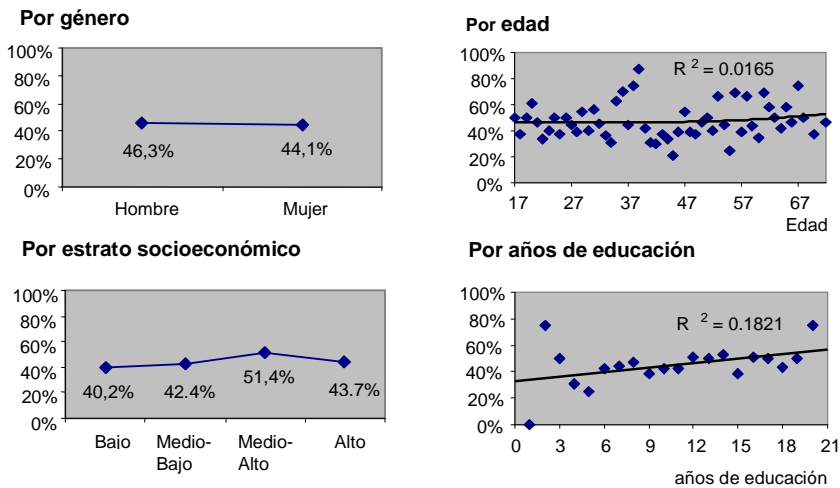 Por género
100%
80%
60%
40%
20%
0%
46,3%
44,1%
Hombre
Mujer
Por edad
100%
80%
60%
40%
20%
0%
R 2 = 0.0165
17
27
37
47
57
67
Edad
Por estrato socioeconómico
100%
80%
60%
40%
20%
0%
40,2%
42.4%
51,4%
43.7%
Bajo
Medio-
Bajo
Medio-
Alto
Alto
Por años de educación
100%
80%
60%
40%
20%
0%
R 2 = 0.1821
0
3
6
9
12
15
18
21
años de educación